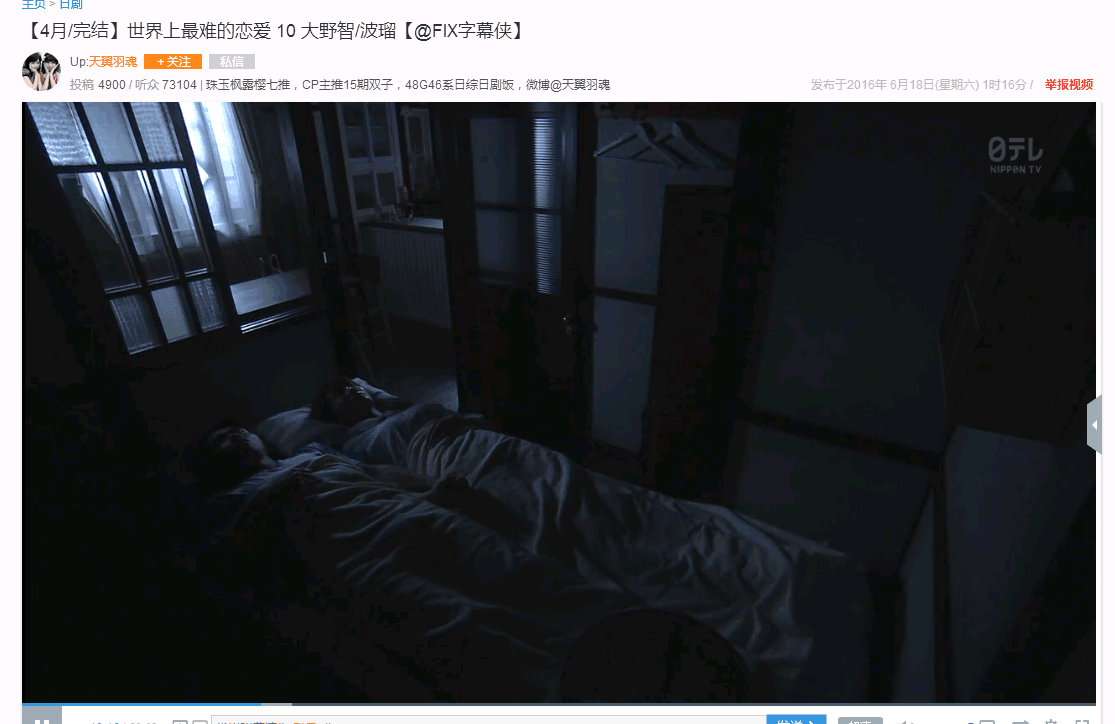 主页 > 日剧
【4月/完结】世界上最难的恋爱 10 大野智/波瑠【@FIX字幕侠】
Up:天翼羽魂 + 关注 私信
投稿 4900 / 听众 73104 | 珠玉枫露樱七推，CP主推15期双子，48G46系日综日剧饭，微博@天翼羽魂 发布于2016年 6月18日(星期六) 1时16分 / 举报视频
日テレ
NIPPON TV